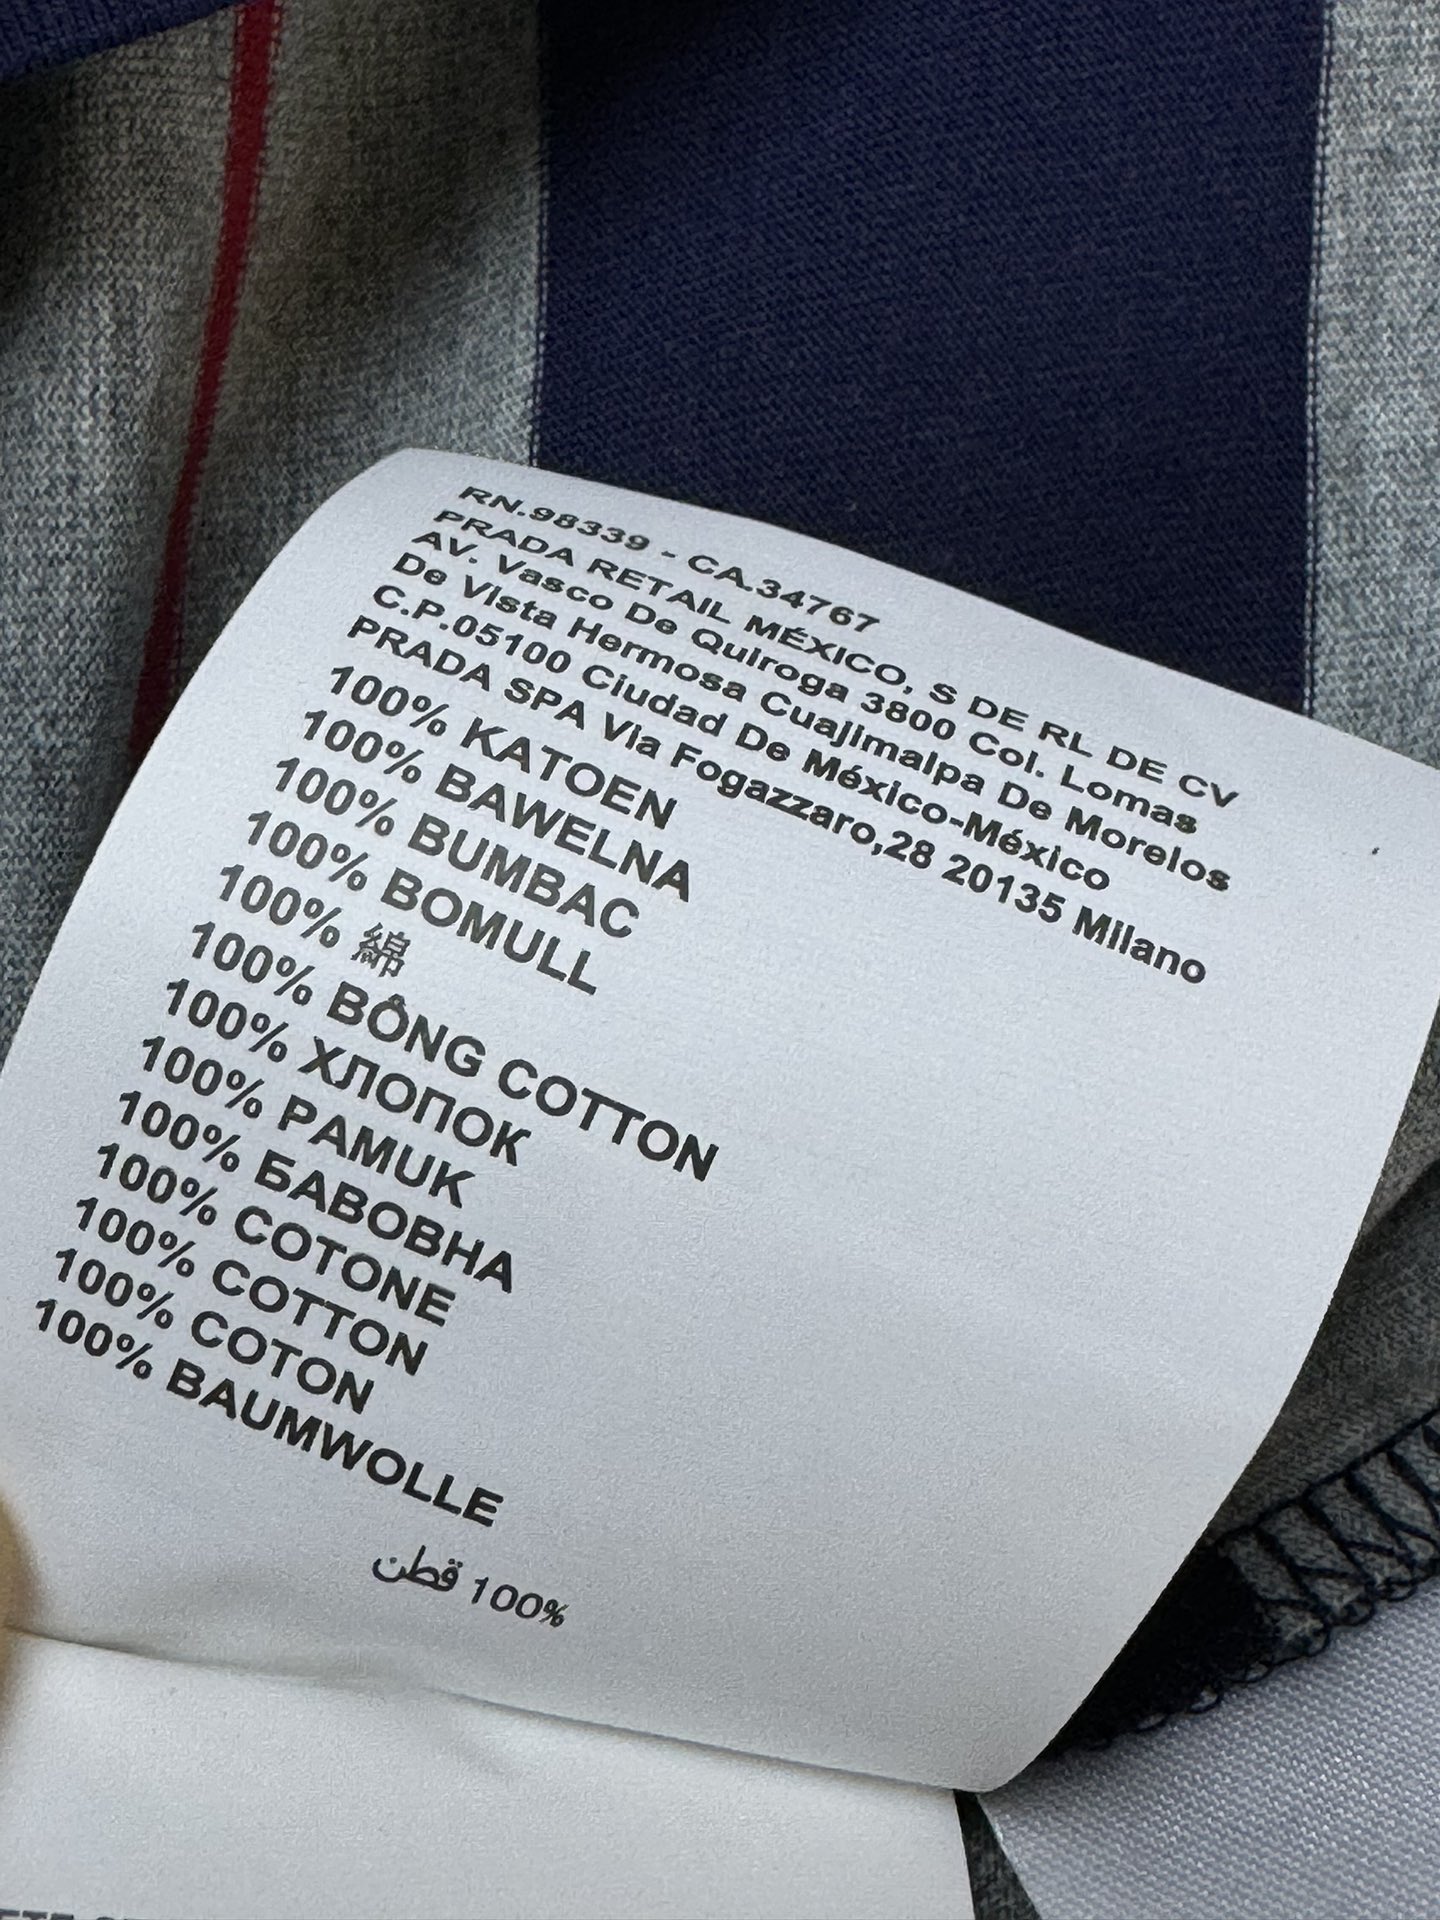 RN.98339 - CA.34767
PRADA RETAIL MÉXICO, S DE RL DE CV
AV. Vasco De Quiroga 3800 Col. Lomas
De Vista Hermosa Cuajimalpa De Morelos
C.P.05100 Ciudad De México-México
PRADA SPA Via Fogazzaro,28 20135 Milano
100% KATOEN
100% BAWELNA
100% BUMBAC
100% BOMULL
100% 綿
100% BÔNG COTTON
100% ХЛОПОК
100% PAMUK
100% БАВОВНА
100% COTONE
100% COTTON
100% COTON
100% BAUMWOLLE
100% قطن